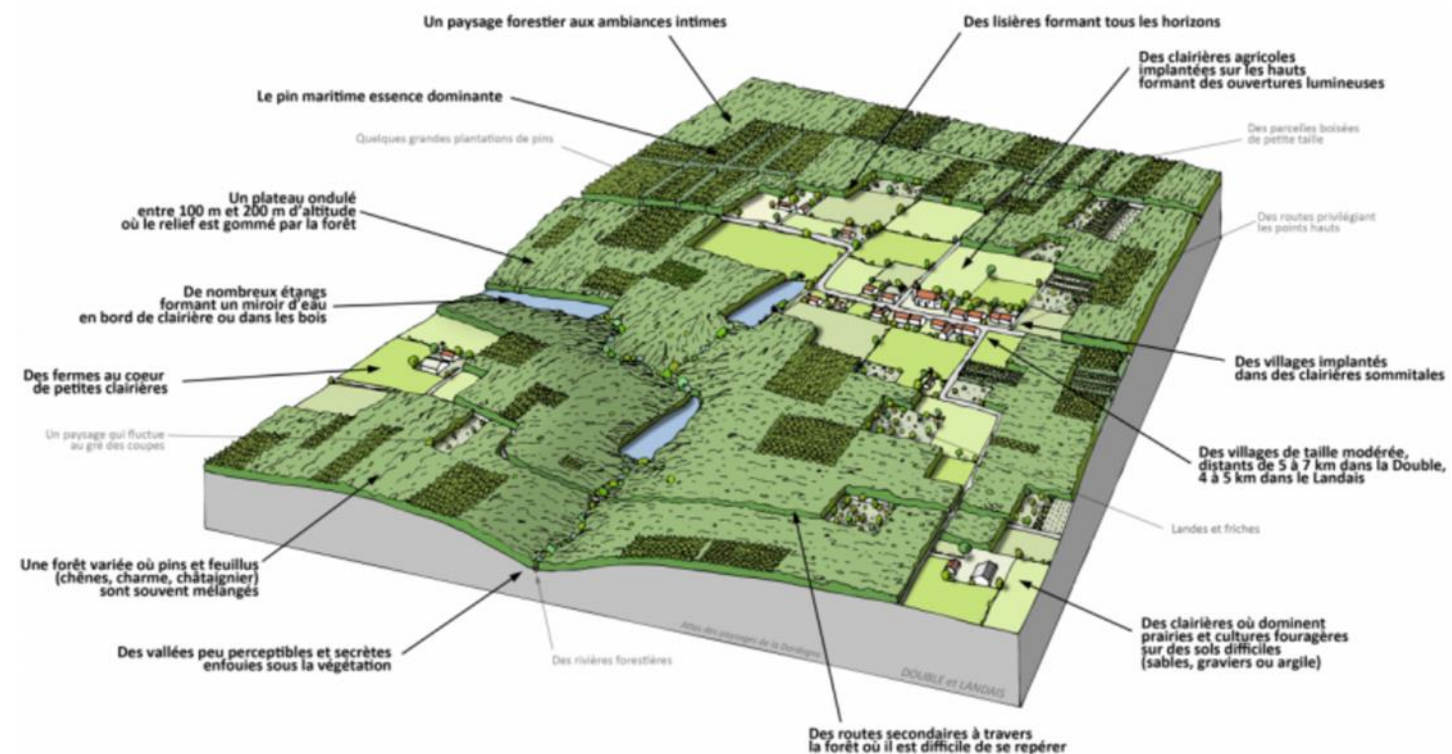 Un paysage forestier aux ambiances intimes
Des lisières formant tous les horizons
Des clairières agricoles
implantées sur les hauts
formant des ouvertures lumineuses
Le pin maritime essence dominante
Quelques grandes plantations de pins
Des parcelles boisées
de petite taille
Un plateau ondulé
entre 100 m et 200 m d'altitude
où le relief est gommé par la forêt
Des routes privilégiant
les points hauts
De nombreux étangs
formant un miroir d'eau
en bord de clairière ou dans les bois
Des fermes au coeur
de petites clairières
Des villages implantés
dans des clairières sommitales
Un paysage qui fluctue
au gré des coupes
Des villages de taille modérée,
distants de 5 à 7 km dans la Double,
4 à 5 km dans le Landais
Landes et friches
Une forêt variée où pins et feuillus
(chênes, charme, châtaignier)
sont souvent mélangés
Des clairières où dominent
prairies et cultures fouragères
sur des sols difficiles
(sables, graviers ou argile)
Des vallées peu perceptibles et secrètes
enfouies sous la végétation
Des rivières forestières
Atlas des paysages de la Dordogne
DOUBLE et LANDAIS
Des routes secondaires à travers
la forêt où il est difficile de se repérer